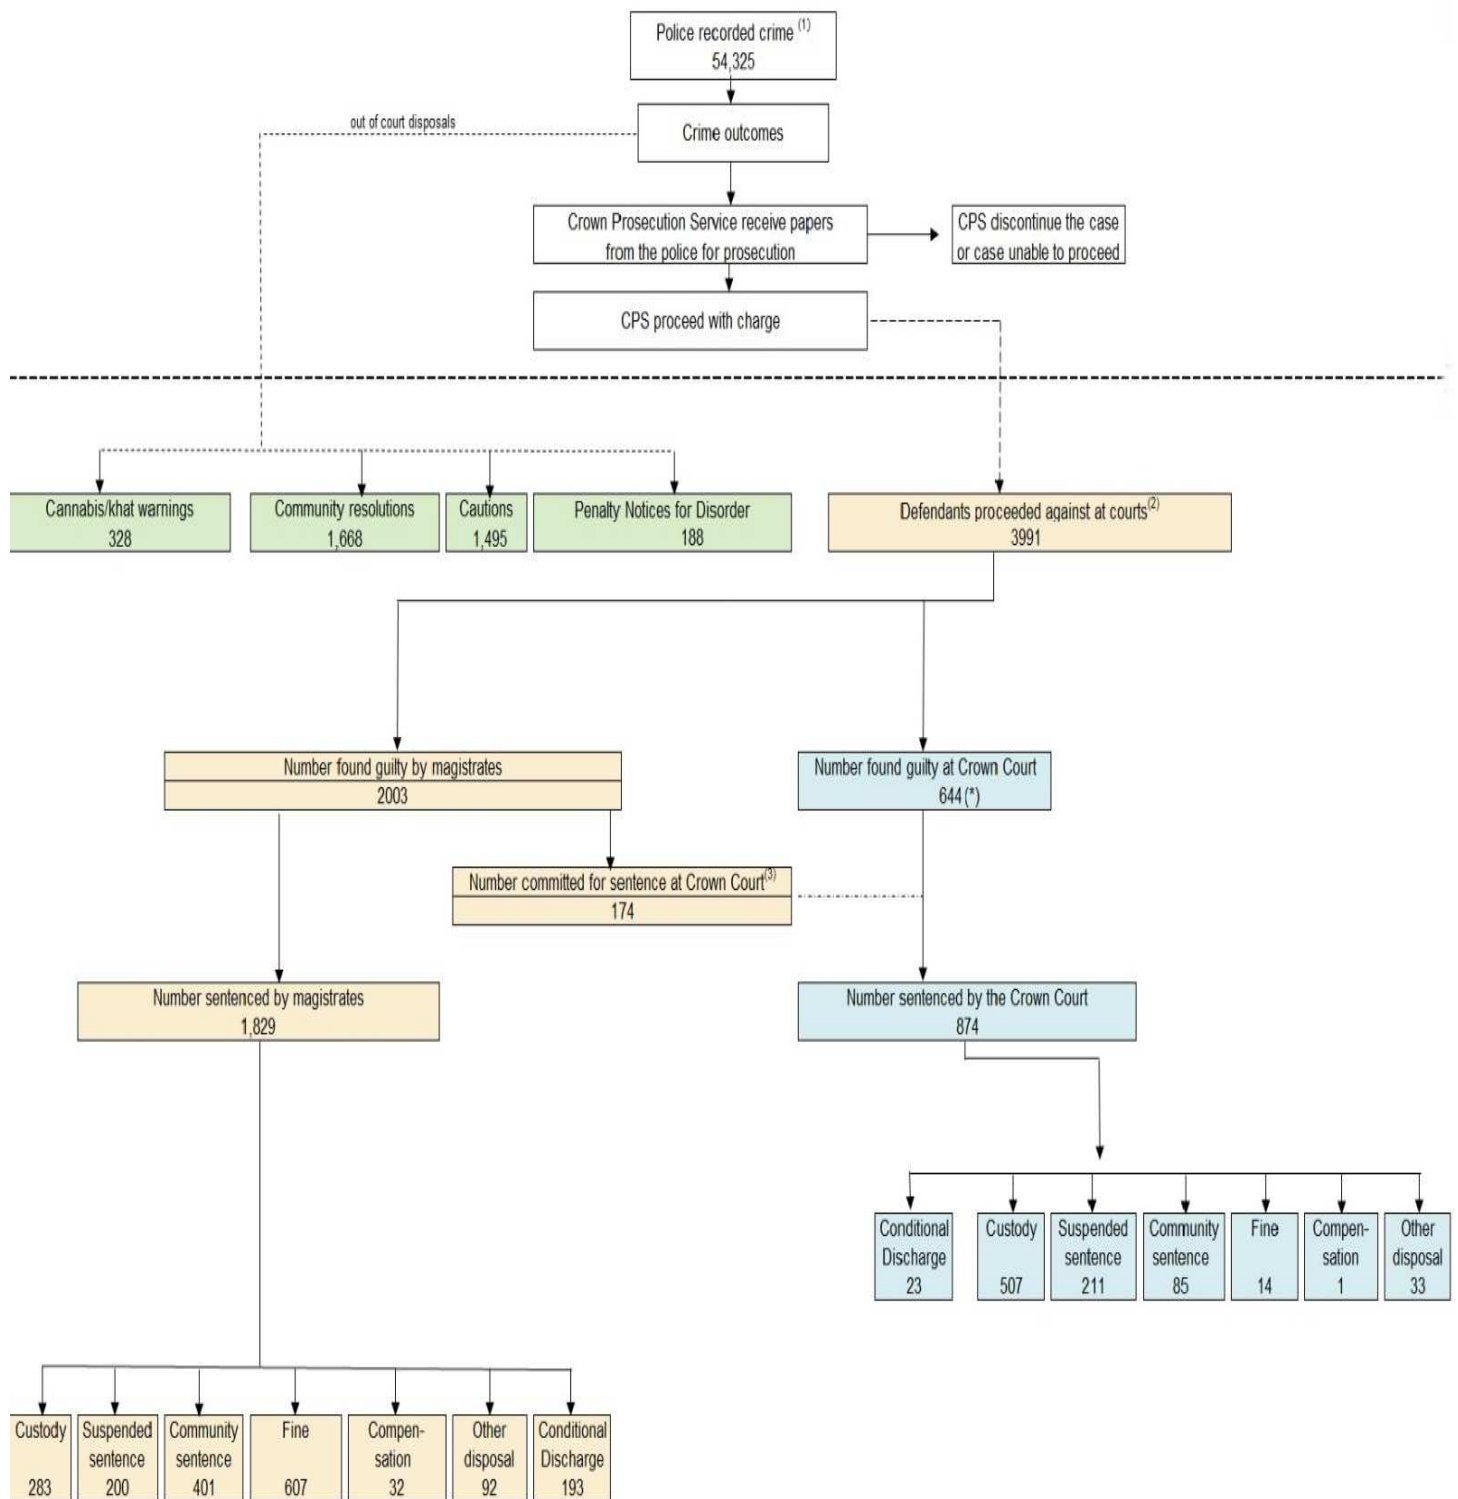 Police recorded crime (1)
54,325
out of court disposals
Crime outcomes
Crown Prosecution Service receive papers
from the police for prosecution
CPS discontinue the case
or case unable to proceed
CPS proceed with charge
Cannabis/khat warnings
328
Community resolutions
1,668
Cautions
1,495
Penalty Notices for Disorder
188
Defendants proceeded against at courts(2)
3991
Number found guilty by magistrates
2003
Number found guilty at Crown Court
644 (*)
Number committed for sentence at Crown Court(3)
174
Number sentenced by magistrates
1,829
Number sentenced by the Crown Court
874
Conditional
Discharge
23
Custody
507
Suspended
sentence
211
Community
sentence
85
Fine
14
Compen-
sation
1
Other
disposal
33
Custody
283
Suspended
sentence
200
Community
sentence
401
Fine
607
Compen-
sation
32
Other
disposal
92
Conditional
Discharge
193